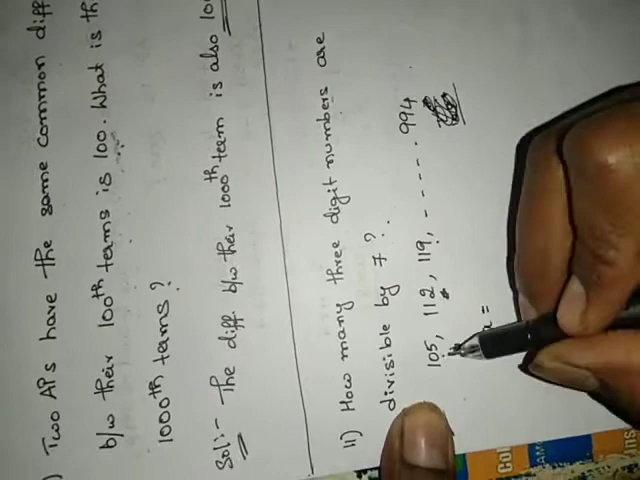 Two APs have the same common diff
b/w their 100th terms is 100. What is th
1000th terms?
Sol:- The diff b/w their 1000th term is also 100
11) How many three digit numbers are
divisible by 7?
105, 112, 119, ------. 994
=